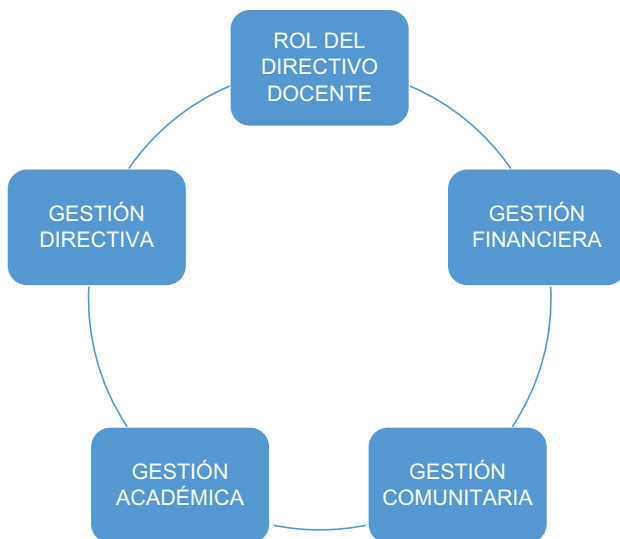 ROL DEL
DIRECTIVO
DOCENTE
GESTIÓN
DIRECTIVA
GESTIÓN
FINANCIERA
GESTIÓN
ACADÉMICA
GESTIÓN
COMUNITARIA